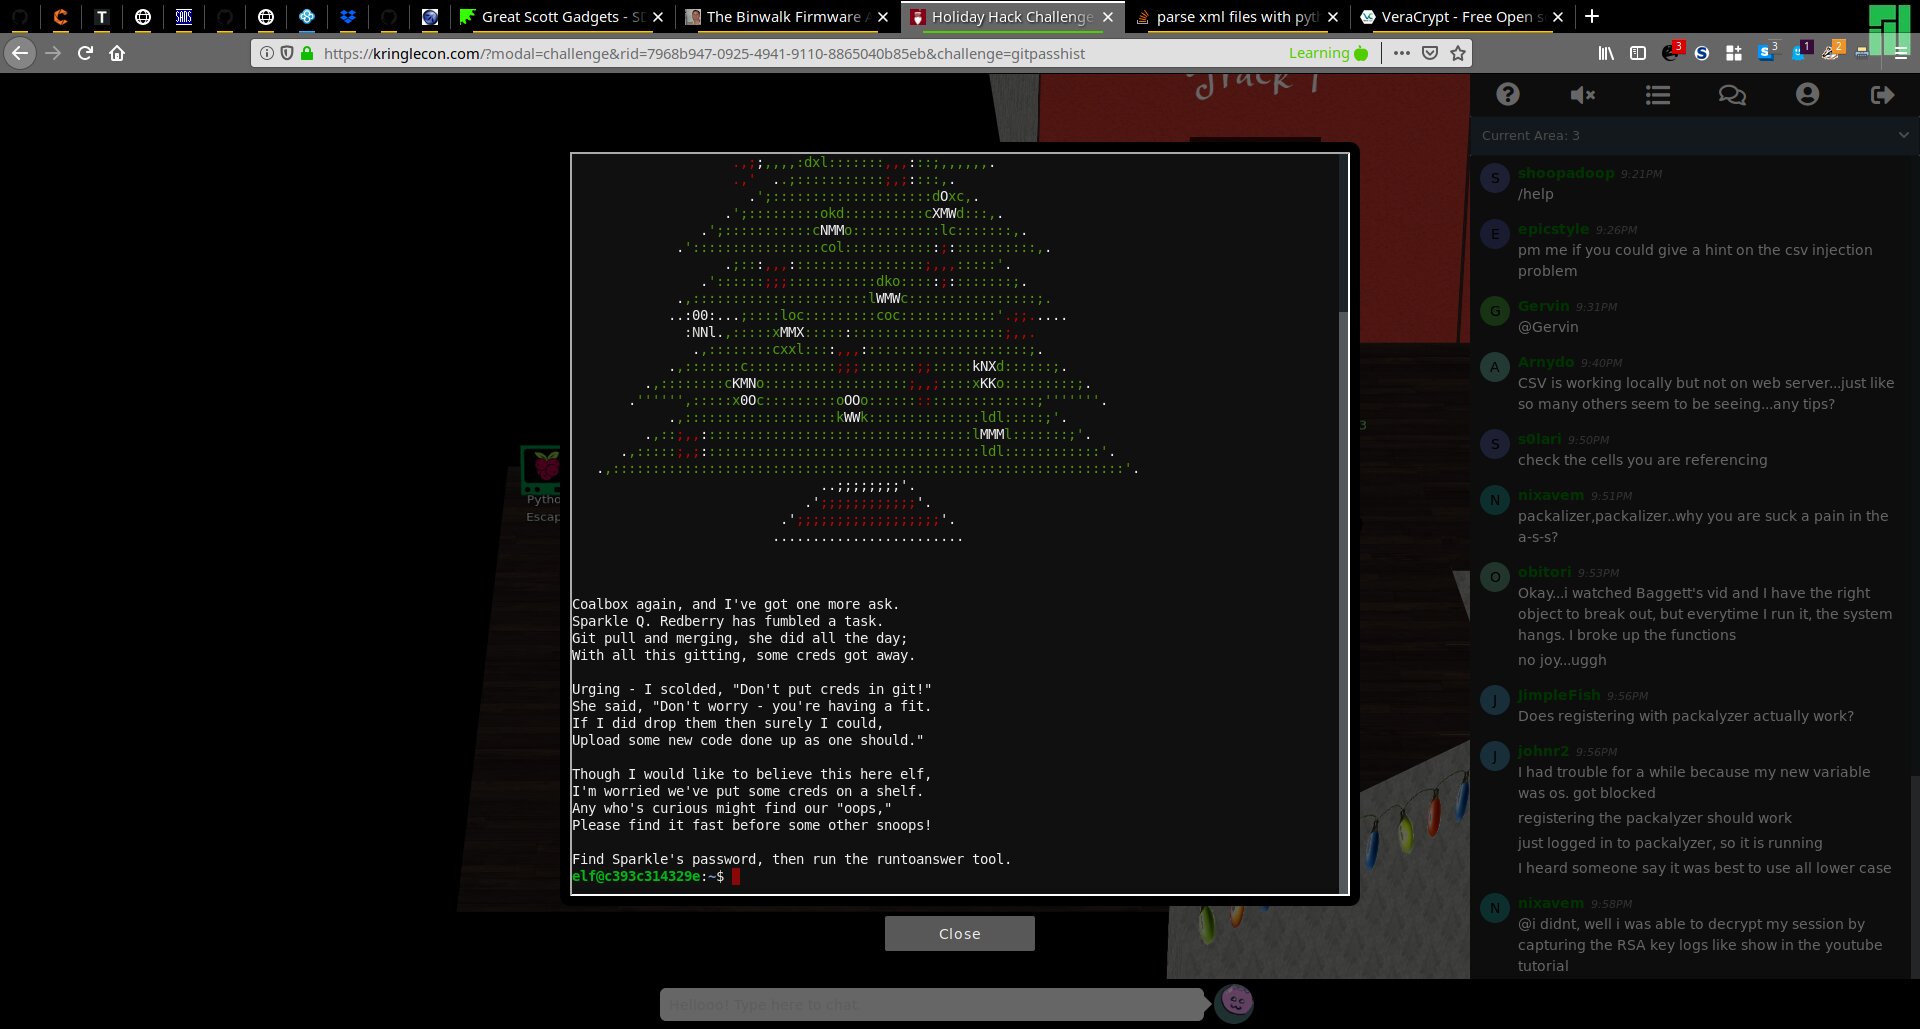 Great Scott Gadgets - SD
The Binwalk Firmware A
Holiday Hack Challenge
parse xml files with pyth
VeraCrypt - Free Open s
https://kringlecon.com/?modal=challenge&rid=7968b947-0925-4941-9110-8865040b85eb&challenge=gitpasshist
Learning
3
3
1
2
Track 1
Current Area: 3
Pytho
Escap
3
Coalbox again, and I've got one more ask.
Sparkle Q. Redberry has fumbled a task.
Git pull and merging, she did all the day;
With all this gitting, some creds got away.
Urging - I scolded, "Don't put creds in git!"
She said, "Don't worry - you're having a fit.
If I did drop them then surely I could,
Upload some new code done up as one should."
Though I would like to believe this here elf,
I'm worried we've put some creds on a shelf.
Any who's curious might find our "oops,"
Please find it fast before some other snoops!
Find Sparkle's password, then run the runtoanswer tool.
elf@c393c314329e:~$
Close
Hellooo! Type here to chat.
S
shoopadoop 9:21PM
/help
E
epicstyle 9:26PM
pm me if you could give a hint on the csv injection
problem
G
Gervin 9:31PM
@Gervin
A
Arnydo 9:40PM
CSV is working locally but not on web server...just like
so many others seem to be seeing...any tips?
S
s0lari 9:50PM
check the cells you are referencing
N
nixavem 9:51PM
packalizer,packalizer..why you are suck a pain in the
a-s-s?
O
obitori 9:53PM
Okay...i watched Baggett's vid and I have the right
object to break out, but everytime I run it, the system
hangs. I broke up the functions
no joy...uggh
J
JimpleFish 9:56PM
Does registering with packalyzer actually work?
J
johnr2 9:56PM
I had trouble for a while because my new variable
was os. got blocked
registering the packalyzer should work
just logged in to packalyzer, so it is running
I heard someone say it was best to use all lower case
N
nixavem 9:58PM
@i didnt, well i was able to decrypt my session by
capturing the RSA key logs like show in the youtube
tutorial